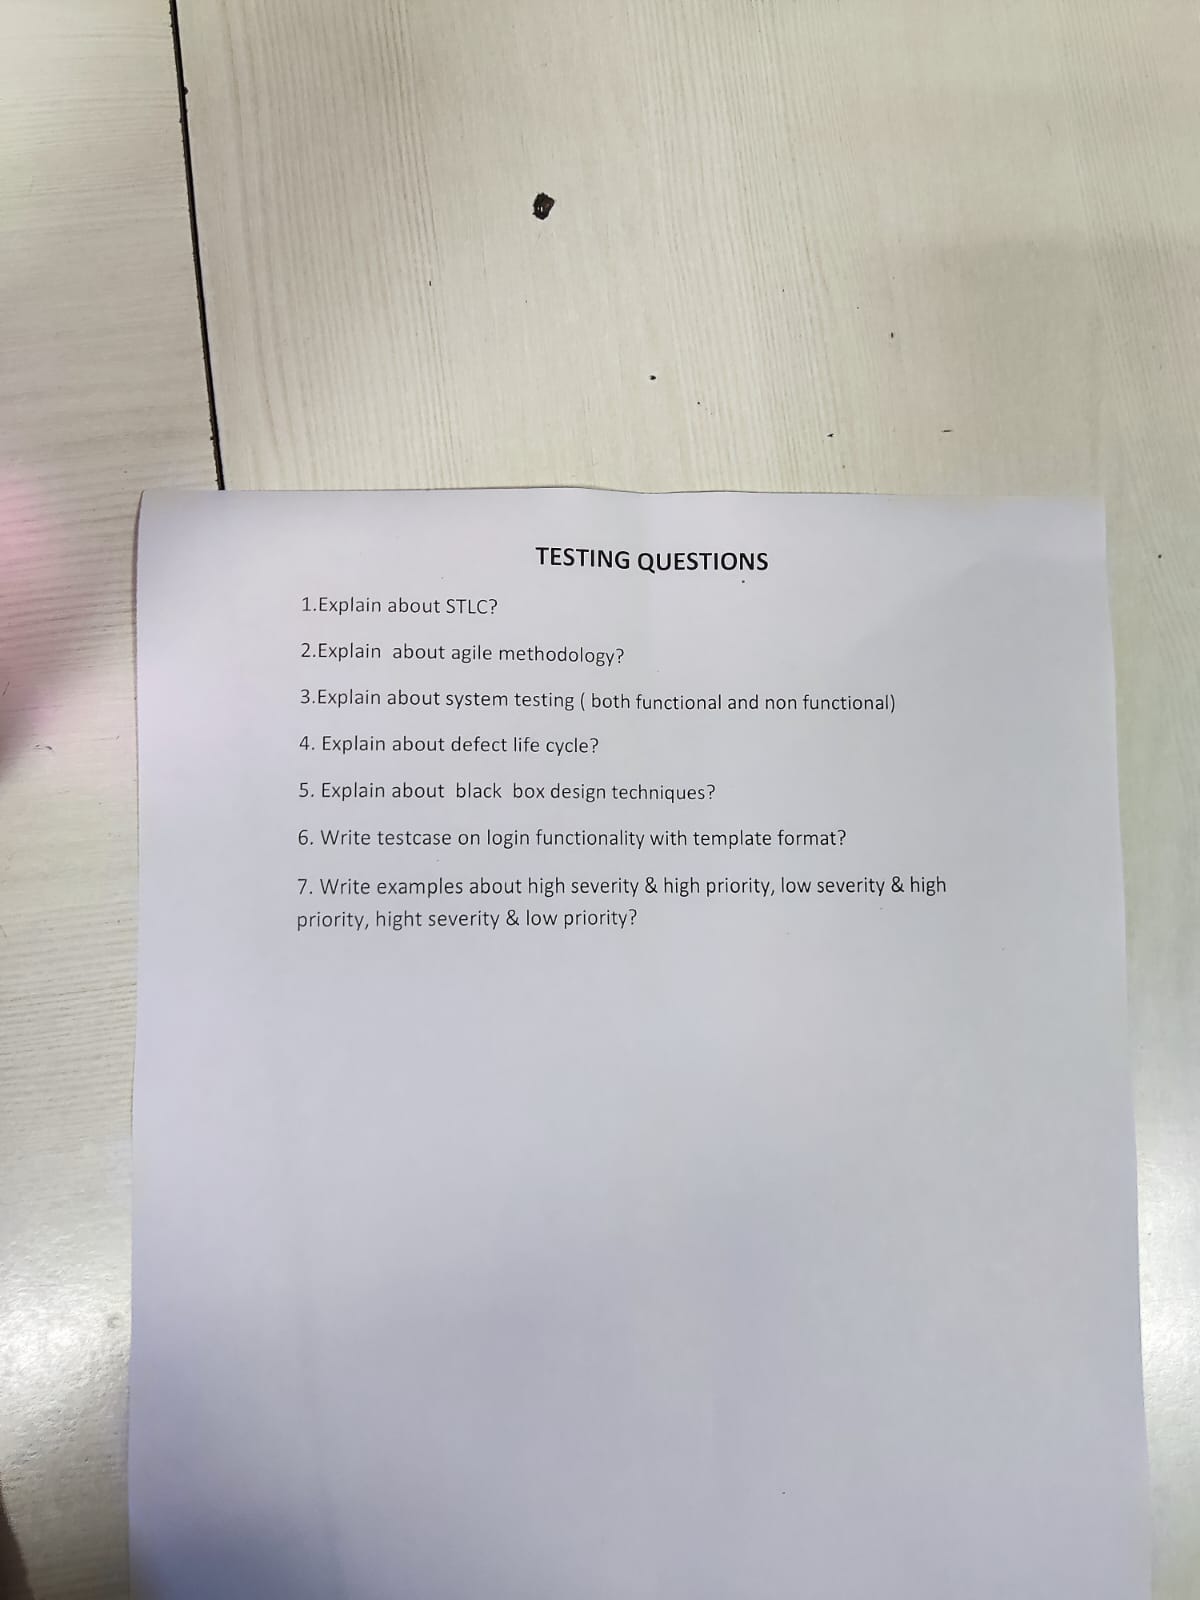 TESTING QUESTIONS
1.Explain about STLC?
2.Explain  about agile methodology?
3.Explain about system testing ( both functional and non functional)
4. Explain about defect life cycle?
5. Explain about  black  box design techniques?
6. Write testcase on login functionality with template format?
7. Write examples about high severity & high priority, low severity & high
priority, hight severity & low priority?